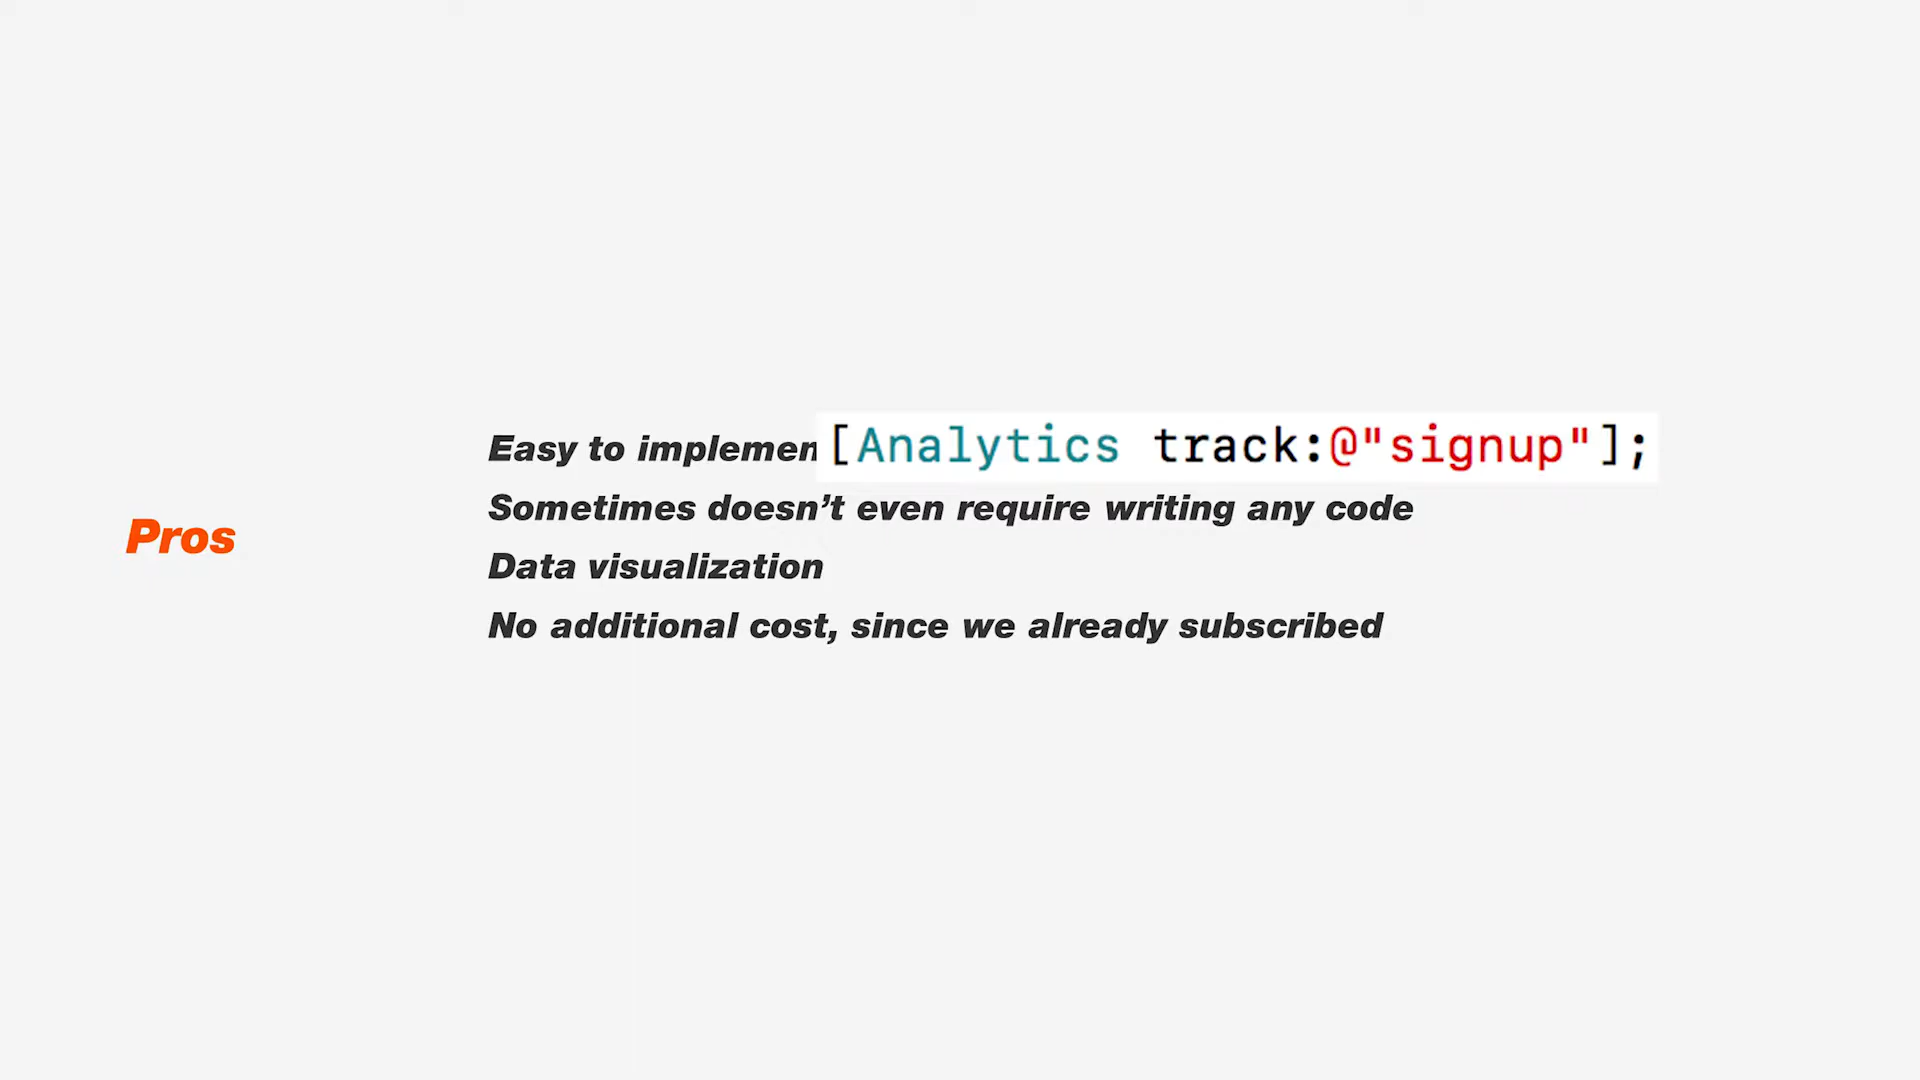 Pros
Easy to implemen [Analytics track:@"signup"];
Sometimes doesn’t even require writing any code
Data visualization
No additional cost, since we already subscribed